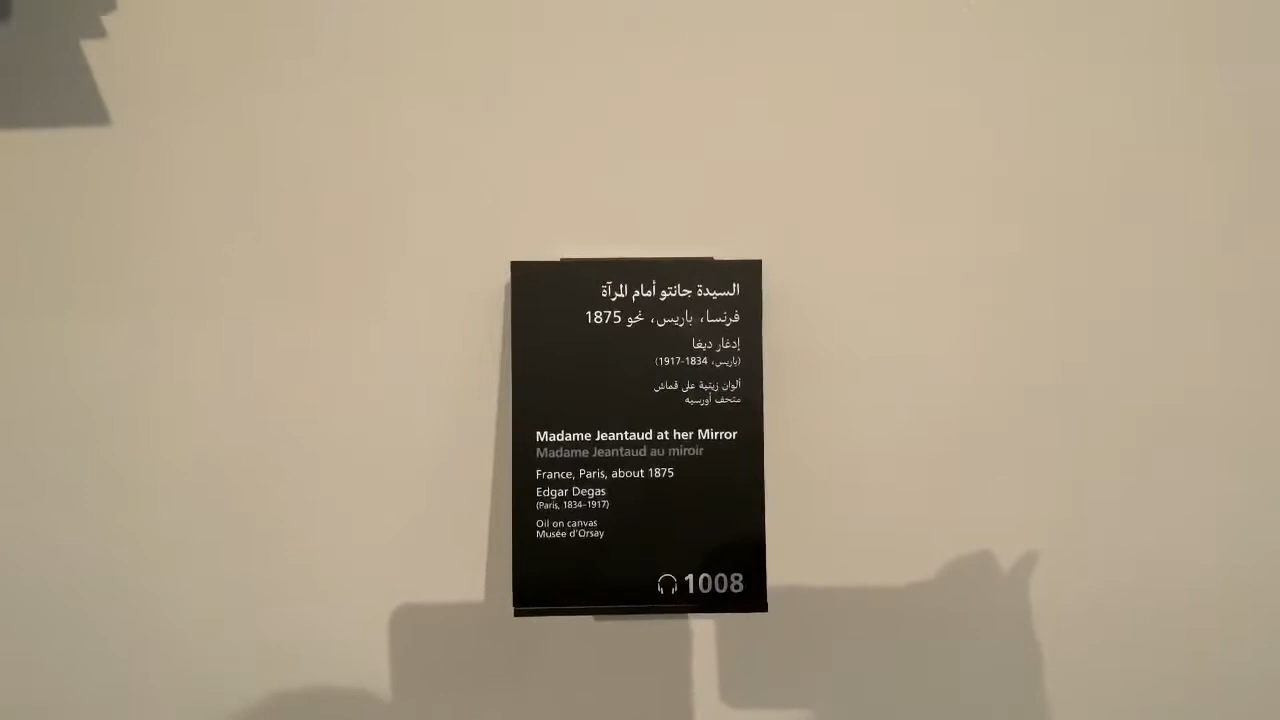 السيدة جانتو أمام المرآة
فرنسا، باريس، نحو 1875
إدغار ديغا
(باريس، 1834-1917)
ألوان زيتية على قماش
متحف أورسيه
Madame Jeantaud at her Mirror
Madame Jeantaud au miroir
France, Paris, about 1875
Edgar Degas
(Paris, 1834–1917)
Oil on canvas
Musée d'Orsay
1008